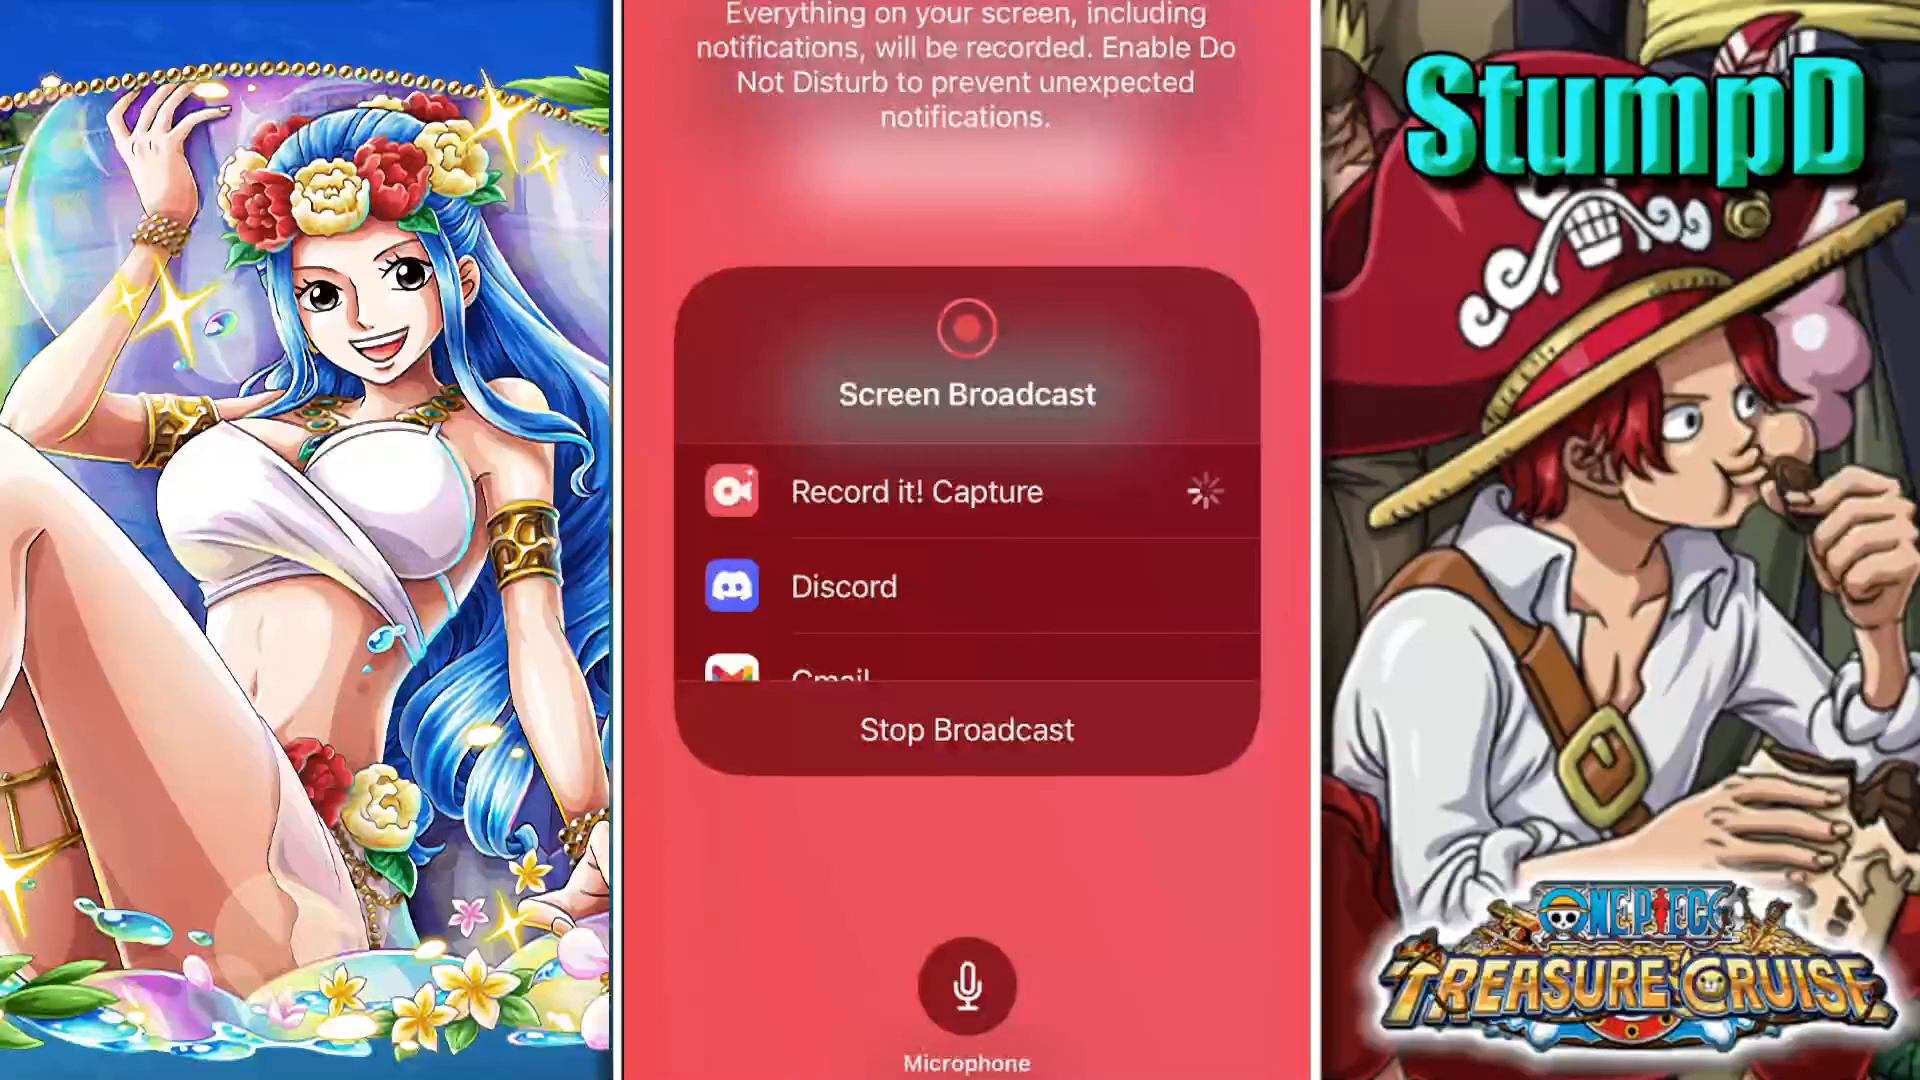 Everything on your screen, including
notifications, will be recorded. Enable Do
Not Disturb to prevent unexpected
notifications.
Screen Broadcast
Record it! Capture
Discord
Gmail
Stop Broadcast
Microphone
StumpD
ONE PIECE
TREASURE CRUISE